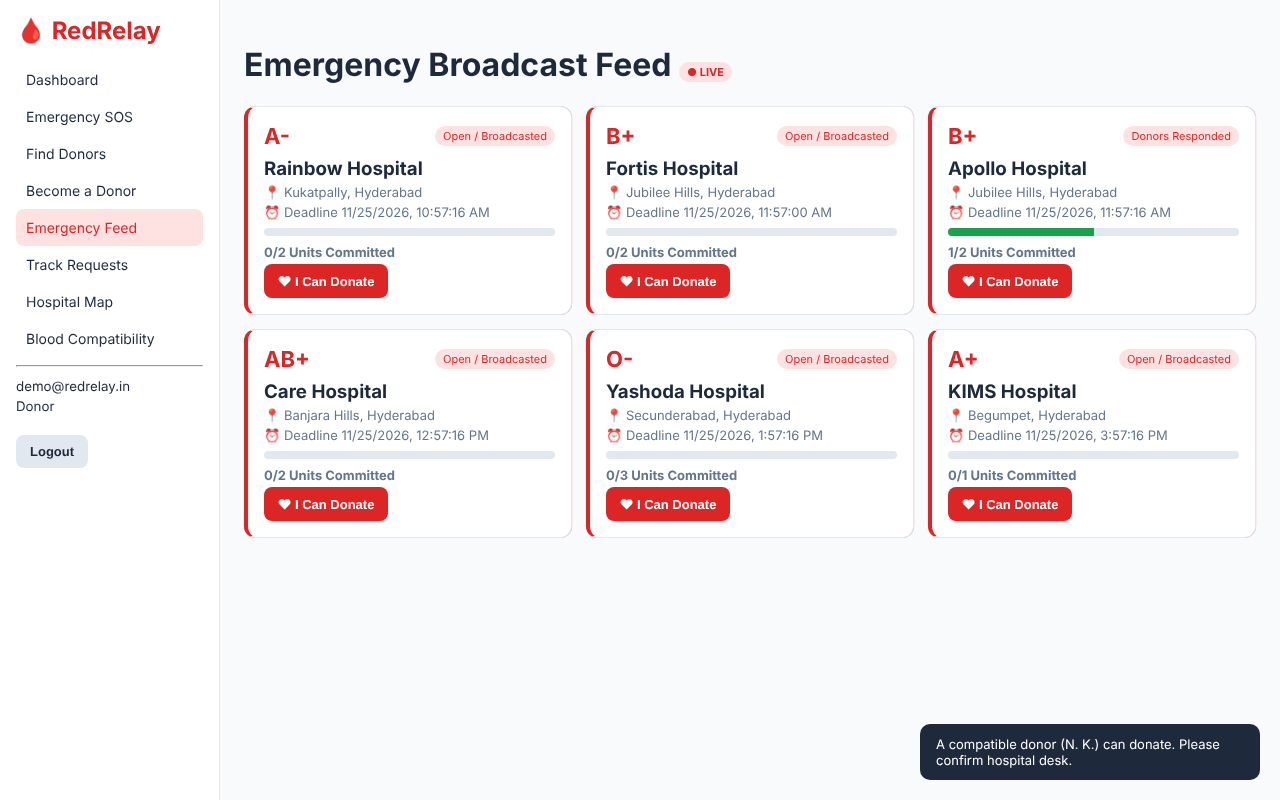 RedRelay
Dashboard
Emergency SOS
Find Donors
Become a Donor
Emergency Feed
Track Requests
Hospital Map
Blood Compatibility
demo@redrelay.in
Donor
Logout
Emergency Broadcast Feed LIVE
A- Open / Broadcasted
Rainbow Hospital
Kukatpally, Hyderabad
Deadline 11/25/2026, 10:57:16 AM
0/2 Units Committed
I Can Donate
B+ Open / Broadcasted
Fortis Hospital
Jubilee Hills, Hyderabad
Deadline 11/25/2026, 11:57:00 AM
0/2 Units Committed
I Can Donate
B+ Donors Responded
Apollo Hospital
Jubilee Hills, Hyderabad
Deadline 11/25/2026, 11:57:16 AM
1/2 Units Committed
I Can Donate
AB+ Open / Broadcasted
Care Hospital
Banjara Hills, Hyderabad
Deadline 11/25/2026, 12:57:16 PM
0/2 Units Committed
I Can Donate
O- Open / Broadcasted
Yashoda Hospital
Secunderabad, Hyderabad
Deadline 11/25/2026, 1:57:16 PM
0/3 Units Committed
I Can Donate
A+ Open / Broadcasted
KIMS Hospital
Begumpet, Hyderabad
Deadline 11/25/2026, 3:57:16 PM
0/1 Units Committed
I Can Donate
A compatible donor (N. K.) can donate. Please
confirm hospital desk.